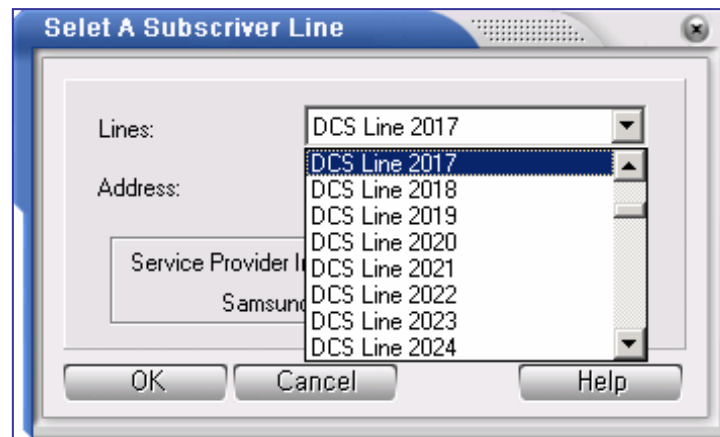 Selet A Subscriver Line
Lines:
DCS Line 2017
DCS Line 2017
DCS Line 2018
Address:
DCS Line 2019
DCS Line 2020
Service Provider
DCS Line 2021
DCS Line 2022
DCS Line 2023
DCS Line 2024
OK
Cancel
Help